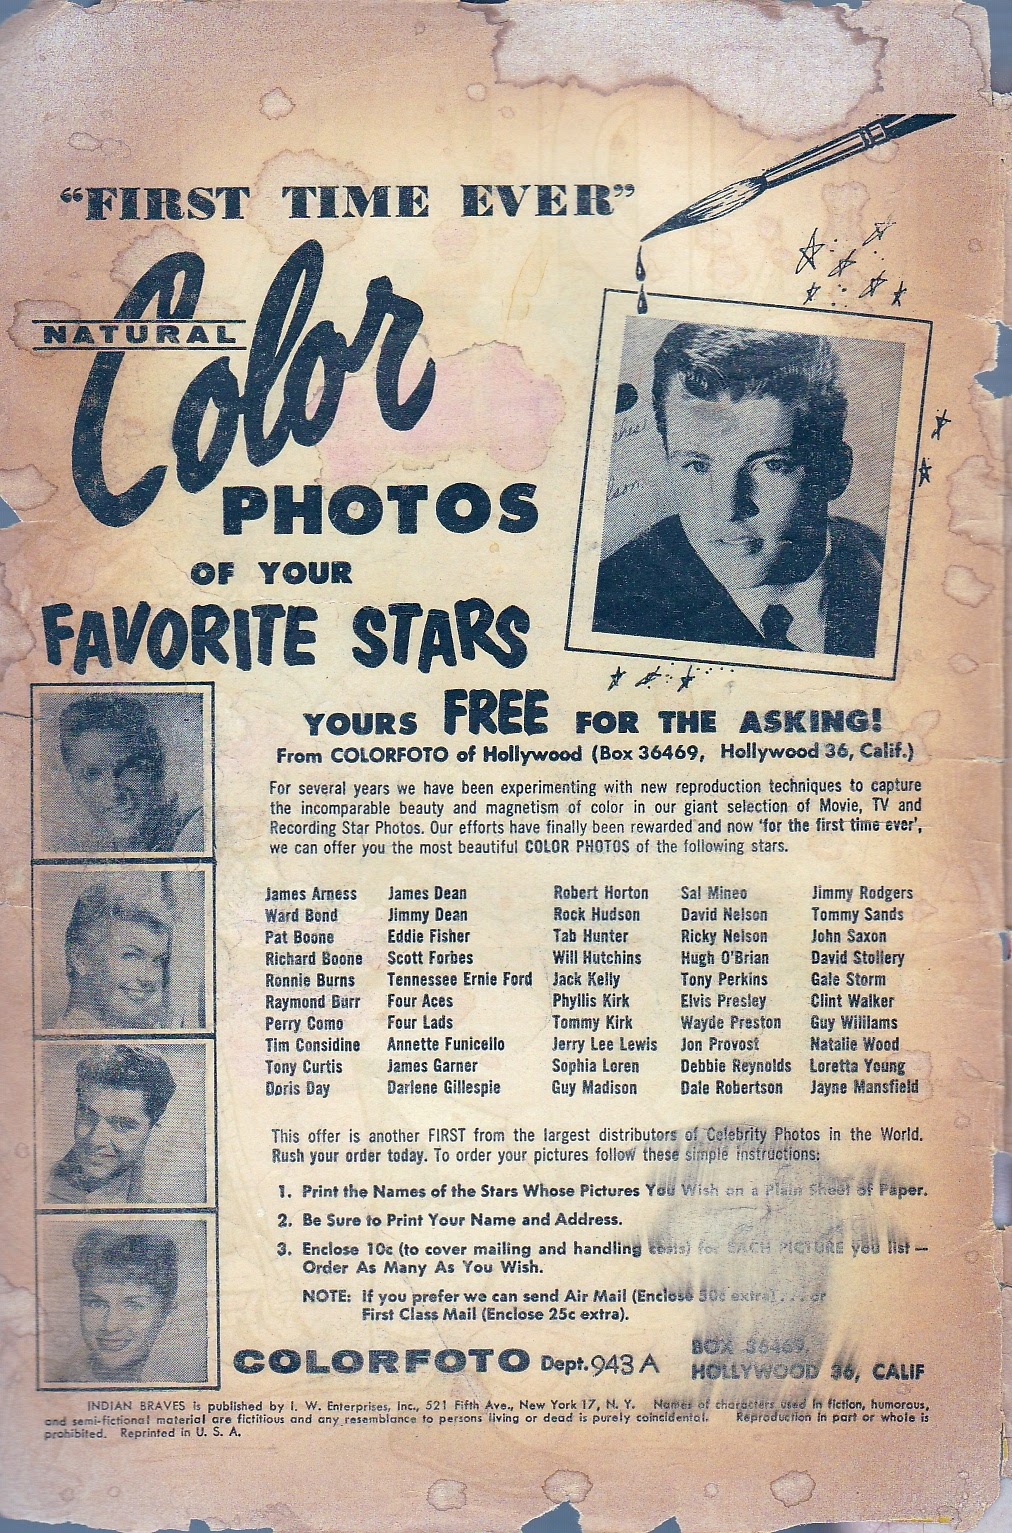 “FIRST TIME EVER”
NATURAL
Color
PHOTOS
OF YOUR
FAVORITE STARS
YOURS FREE FOR THE ASKING!
From COLORFOTO of Hollywood (Box 36469, Hollywood 36, Calif.)
For several years we have been experimenting with new reproduction techniques to capture
the incomparable beauty and magnetism of color in our giant selection of Movie, TV and
Recording Star Photos. Our efforts have finally been rewarded and now ‘for the first time ever’,
we can offer you the most beautiful COLOR PHOTOS of the following stars.
James Arness
Ward Bond
Pat Boone
Richard Boone
Ronnie Burns
Raymond Burr
Perry Como
Tim Considine
Tony Curtis
Doris Day
James Dean
Jimmy Dean
Eddie Fisher
Scott Forbes
Tennessee Ernie Ford
Four Aces
Four Lads
Annette Funicello
James Garner
Darlene Gillespie
Robert Horton
Rock Hudson
Tab Hunter
Will Hutchins
Jack Kelly
Phyllis Kirk
Tommy Kirk
Jerry Lee Lewis
Sophia Loren
Guy Madison
Sal Mineo
David Nelson
Ricky Nelson
Hugh O'Brian
Tony Perkins
Elvis Presley
Wayde Preston
Jon Provost
Debbie Reynolds
Dale Robertson
Jimmy Rodgers
Tommy Sands
John Saxon
David Stollery
Gale Storm
Clint Walker
Guy Williams
Natalie Wood
Loretta Young
Jayne Mansfield
This offer is another FIRST from the largest distributors of Celebrity Photos in the World.
Rush your order today. To order your pictures follow these simple instructions:
1. Print the Names of the Stars Whose Pictures You Wish on a Plain Sheet of Paper.
2. Be Sure to Print Your Name and Address.
3. Enclose 10c (to cover mailing and handling costs) for EACH PICTURE you list —
Order As Many As You Wish.
NOTE: If you prefer we can send Air Mail (Enclose 50c extra) . . . or
First Class Mail (Enclose 25c extra).
COLORFOTO Dept. 943 A
BOX 36469,
HOLLYWOOD 36, CALIF
INDIAN BRAVES is published by I. W. Enterprises, Inc., 521 Fifth Ave., New York 17, N. Y. Names of characters used in fiction, humorous,
and semi-fictional material are fictitious and any resemblance to persons living or dead is purely coincidental. Reproduction in part or whole is
prohibited. Reprinted in U. S. A.